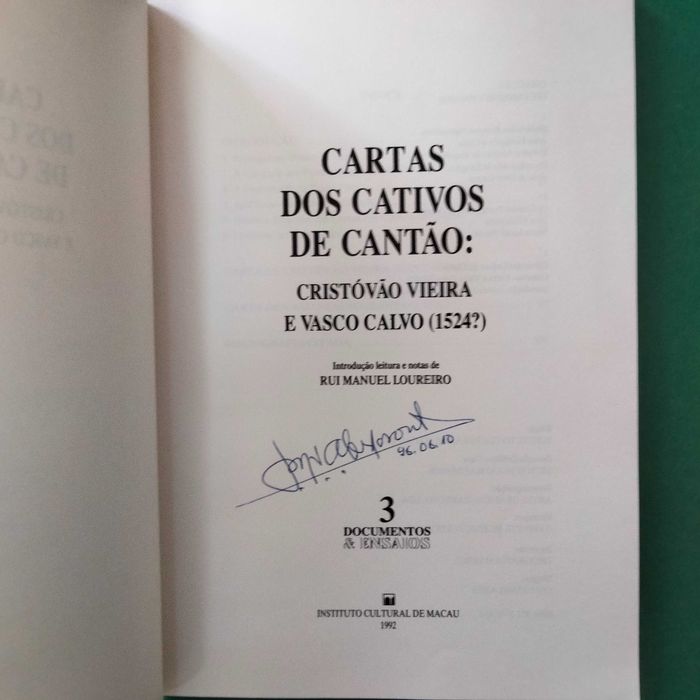 CARTAS
DOS CATIVOS
DE CANTÃO:
CRISTÓVÃO VIEIRA
E VASCO CALVO (1524?)
Introdução leitura e notas de
RUI MANUEL LOUREIRO
96.06.10
3
DOCUMENTOS
& ENSAIOS
INSTITUTO CULTURAL DE MACAU
1992